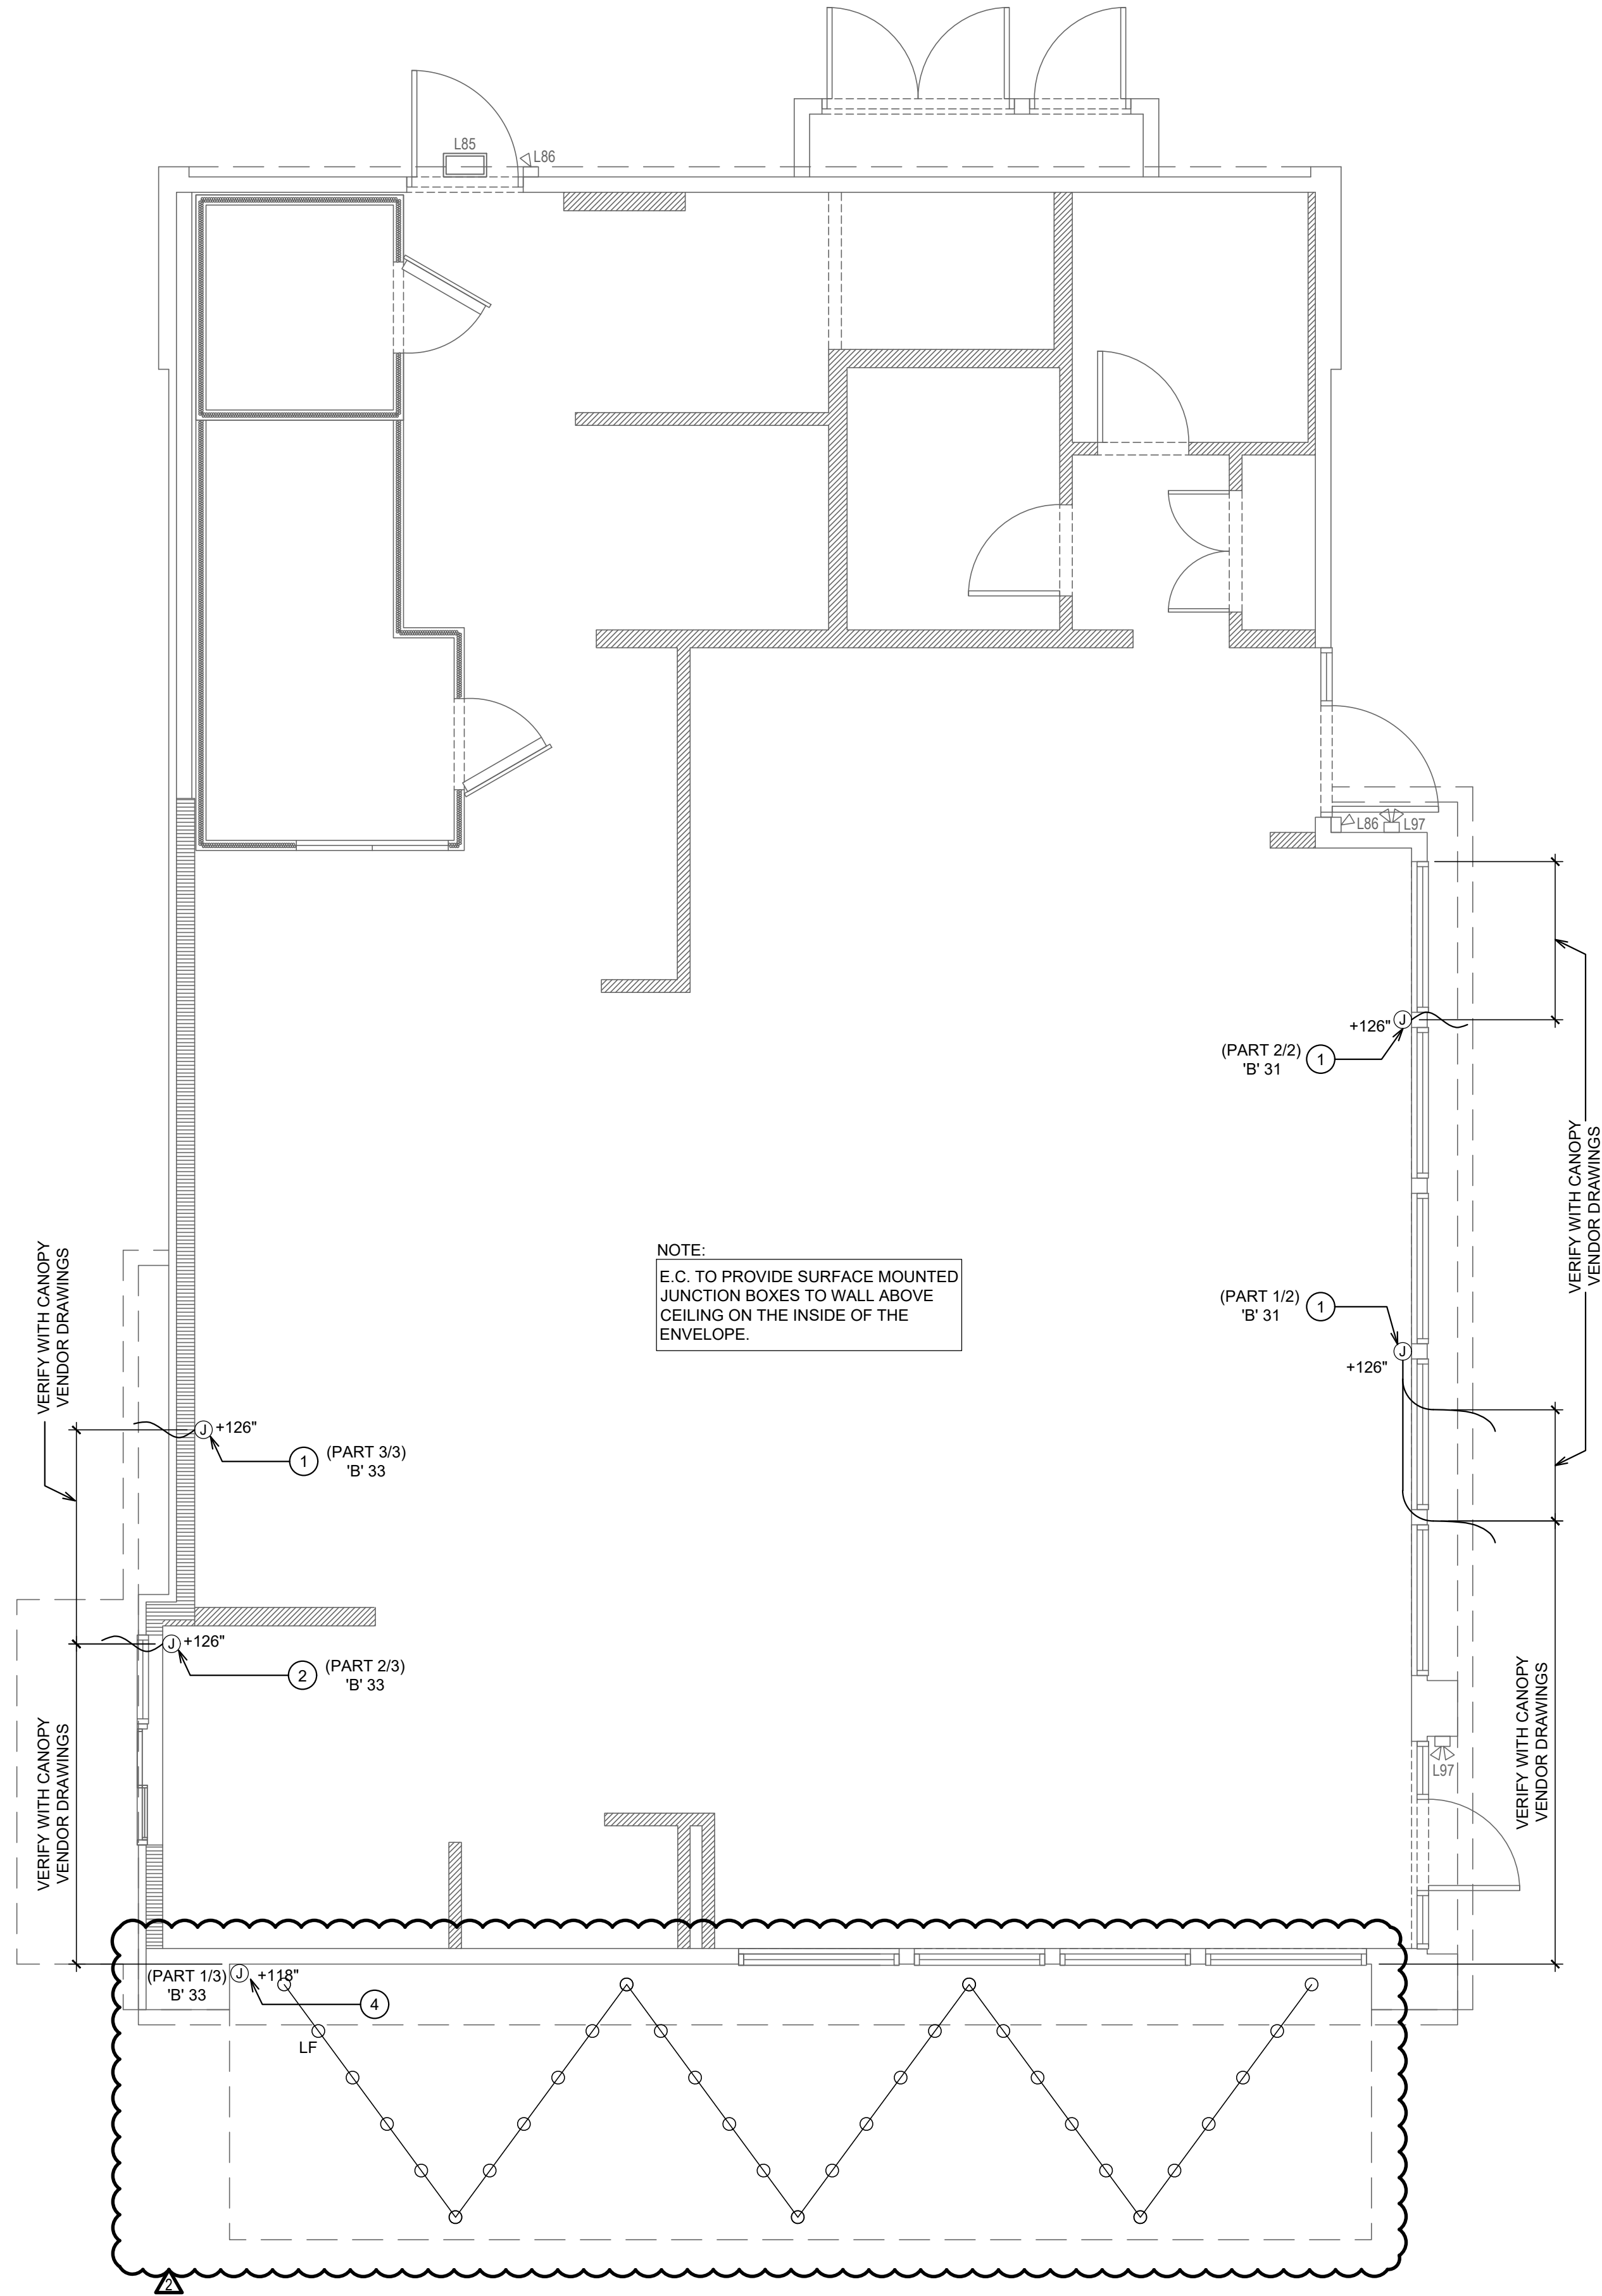 L85
L86
L86
L97
+126"
(PART 2/2)
'B' 31
1
VERIFY WITH CANOPY
VENDOR DRAWINGS
NOTE:
E.C. TO PROVIDE SURFACE MOUNTED
JUNCTION BOXES TO WALL ABOVE
CEILING ON THE INSIDE OF THE
ENVELOPE.
(PART 1/2)
'B' 31
1
J
J
+126"
VERIFY WITH CANOPY
VENDOR DRAWINGS
J
+126"
1
(PART 3/3)
'B' 33
J
+126"
2
(PART 2/3)
'B' 33
VERIFY WITH CANOPY
VENDOR DRAWINGS
VERIFY WITH CANOPY
VENDOR DRAWINGS
L97
(PART 1/3)
'B' 33
J
+118"
4
LF
2